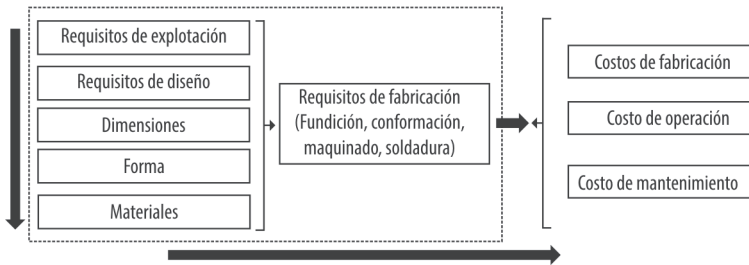 Requisitos de explotación
Requisitos de diseño
Dimensiones
Forma
Materiales
Requisitos de fabricación
(Fundición, conformación,
maquinado, soldadura)
Costos de fabricación
Costo de operación
Costo de mantenimiento